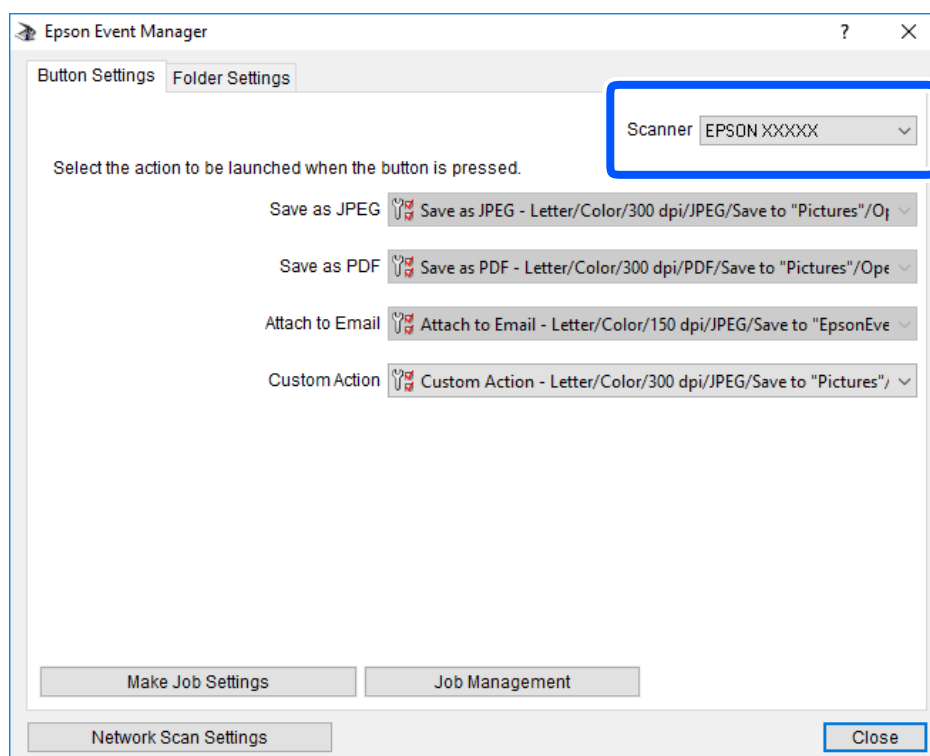 Epson Event Manager
Button Settings Folder Settings
Scanner EPSON XXXXX
Select the action to be launched when the button is pressed.
Save as JPEG Save as JPEG - Letter/Color/300 dpi/JPEG/Save to "Pictures"/Op
Save as PDF Save as PDF - Letter/Color/300 dpi/PDF/Save to "Pictures"/Ope
Attach to Email Attach to Email - Letter/Color/150 dpi/JPEG/Save to "EpsonEve
Custom Action Custom Action - Letter/Color/300 dpi/JPEG/Save to "Pictures"/
Make Job Settings Job Management
Network Scan Settings Close